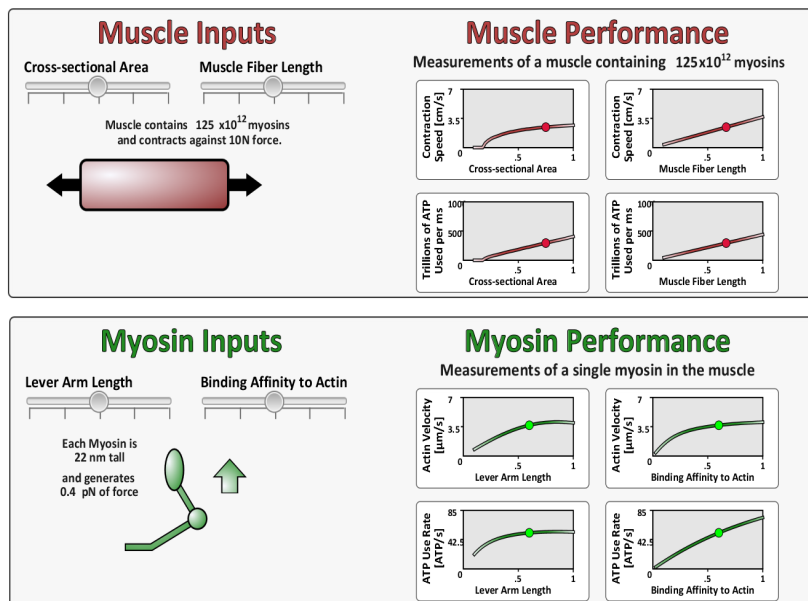 Muscle Inputs
Cross-sectional Area
Muscle Fiber Length
Muscle contains 125 x10¹² myosins
and contracts against 10N force.
Muscle Performance
Measurements of a muscle containing 125x10¹² myosins
Contraction
Speed [cm/s]
7
3.5
0
.5
1
Cross-sectional Area
Contraction
Speed [cm/s]
7
3.5
0
.5
1
Muscle Fiber Length
Trillions of ATP
Used per ms
1000
500
0
.5
1
Cross-sectional Area
Trillions of ATP
Used per ms
1000
500
0
.5
1
Muscle Fiber Length
Myosin Inputs
Lever Arm Length
Binding Affinity to Actin
Each Myosin is
22 nm tall
and generates
0.4 pN of force
Myosin Performance
Measurements of a single myosin in the muscle
Actin Velocity
[µm/s]
7
3.5
0
.5
1
Lever Arm Length
Actin Velocity
[µm/s]
7
3.5
0
.5
1
Binding Affinity to Actin
ATP Use Rate
[ATP/s]
85
42.5
0
.5
1
Lever Arm Length
ATP Use Rate
[ATP/s]
85
42.5
0
.5
1
Binding Affinity to Actin